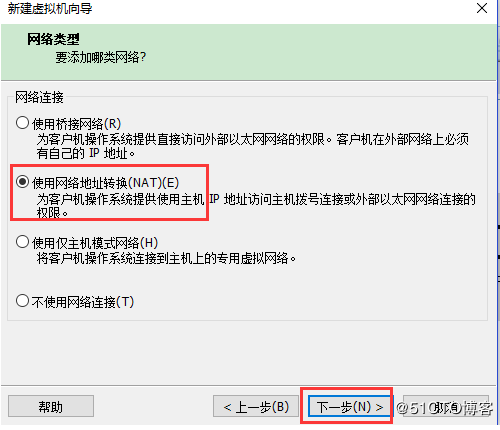 新建虚拟机向导
网络类型
要添加哪类网络?
网络连接
使用桥接网络(R)
为客户机操作系统提供直接访问外部以太网网络的权限。客户机在外部网络上必须
有自己的 IP 地址。
使用网络地址转换(NAT)(E)
为客户机操作系统提供使用主机 IP 地址访问主机拨号连接或外部以太网网络连接的
权限。
使用仅主机模式网络(H)
将客户机操作系统连接到主机上的专用虚拟网络。
不使用网络连接(T)
帮助 < 上一步(B) 下一步(N) > 取消
@51CTO博客